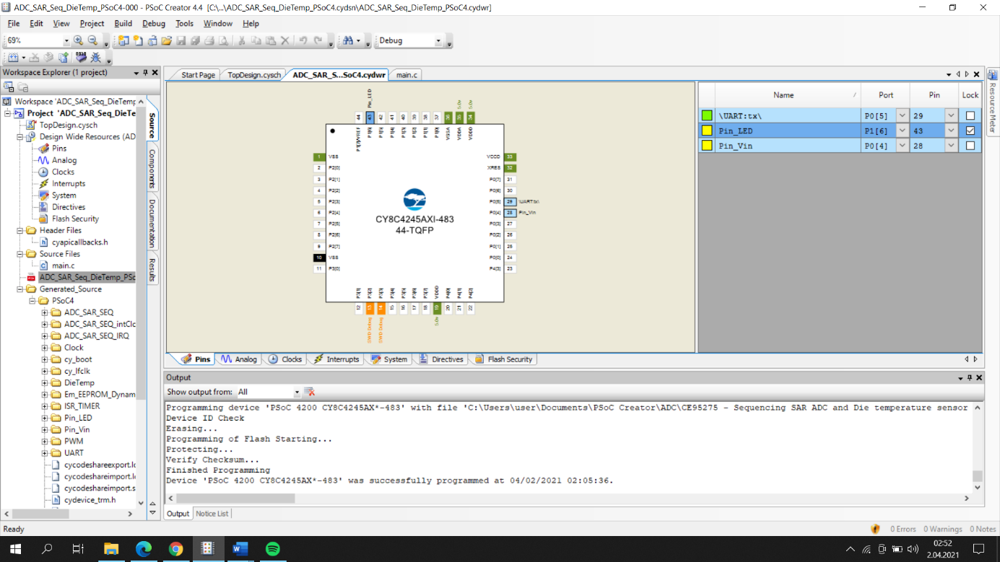 ADC_SAR_Seq_DieTemp_PSoC4-000 - PSoC Creator 4.4 [C:\...\ADC_SAR_Seq_DieTemp_PSoC4.cydsn\ADC_SAR_Seq_DieTemp_PSoC4.cydwr]
File Edit View Project Build Debug Tools Window Help
69%
Debug
Workspace Explorer (1 project)
Workspace 'ADC_SAR_Seq_DieTemp
Project 'ADC_SAR_Seq_DieTe
TopDesign.cysch
Design Wide Resources (AD
Pins
Analog
Clocks
Interrupts
System
Directives
Flash Security
Header Files
cyapicallbacks.h
Source Files
main.c
ADC_SAR_Seq_DieTemp_PSo
Generated_Source
PSoC4
ADC_SAR_SEQ
ADC_SAR_SEQ_intClo
ADC_SAR_SEQ_IRQ
Clock
cy_boot
cy_lfclk
DieTemp
Em_EEPROM_Dynam
ISR_TIMER
Pin_LED
Pin_Vin
PWM
UART
cycodeshareexport.lo
cycodeshareimport.lo
cycodeshareimport.s
cydevice_trm.h
Source
Components
Documentation
Results
Start Page TopDesign.cysch ADC_SAR_S...SoC4.cydwr main.c
Pin_LED 5.0v 5.0v
44 43 42 41 40 39 38 37 36 35 34
P1[7]/VREF P1[6] P1[5] P1[4] P1[3] P1[2] P1[1] P1[0] VSSA VDDA VDDD
1 VSS VCCD 33
2 P2[0] XRES 32
3 P2[1] P0[7] 31
4 P2[2] P0[6] 30
5 P2[3] P0[5] 29 \UART:tx\
6 P2[4] P0[4] 28 Pin_Vin
7 P2[5] P0[3] 27
8 P2[6] P0[2] 26
9 P2[7] P0[1] 25
10 VSS P0[0] 24
11 P3[0] P4[3] 23
CY8C4245AXI-483
44-TQFP
P3[1] P3[2] P3[3] P3[4] P3[5] P3[6] P3[7] VDDD P4[0] P4[1] P4[2]
12 13 14 15 16 17 18 19 20 21 22
SWD Debug SWD Debug 5.0v
Name Port Pin Lock
\UART:tx\ P0[5] 29
Pin_LED P1[6] 43
Pin_Vin P0[4] 28
Resource Meter
Pins Analog Clocks Interrupts System Directives Flash Security
Output
Show output from: All
Programming device 'PSoC 4200 CY8C4245AX*-483' with file 'C:\Users\user\Documents\PSoC Creator\ADC\CE95275 - Sequencing SAR ADC and Die temperature sensor
Device ID Check
Erasing...
Programming of Flash Starting...
Protecting...
Verify Checksum...
Finished Programming
Device 'PSoC 4200 CY8C4245AX*-483' was successfully programmed at 04/02/2021 02:05:36.
Output Notice List
Ready
0 Errors 0 Warnings 0 Notes
02:52
2.04.2021